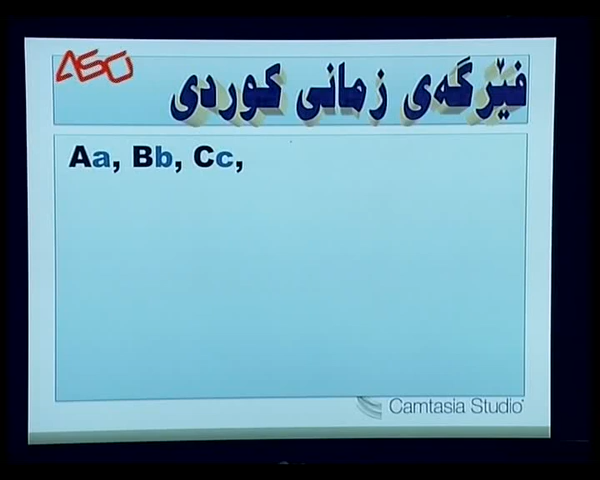 ASO
فێرگەی زمانی کوردی
Aa, Bb, Cc,
Camtasia Studio